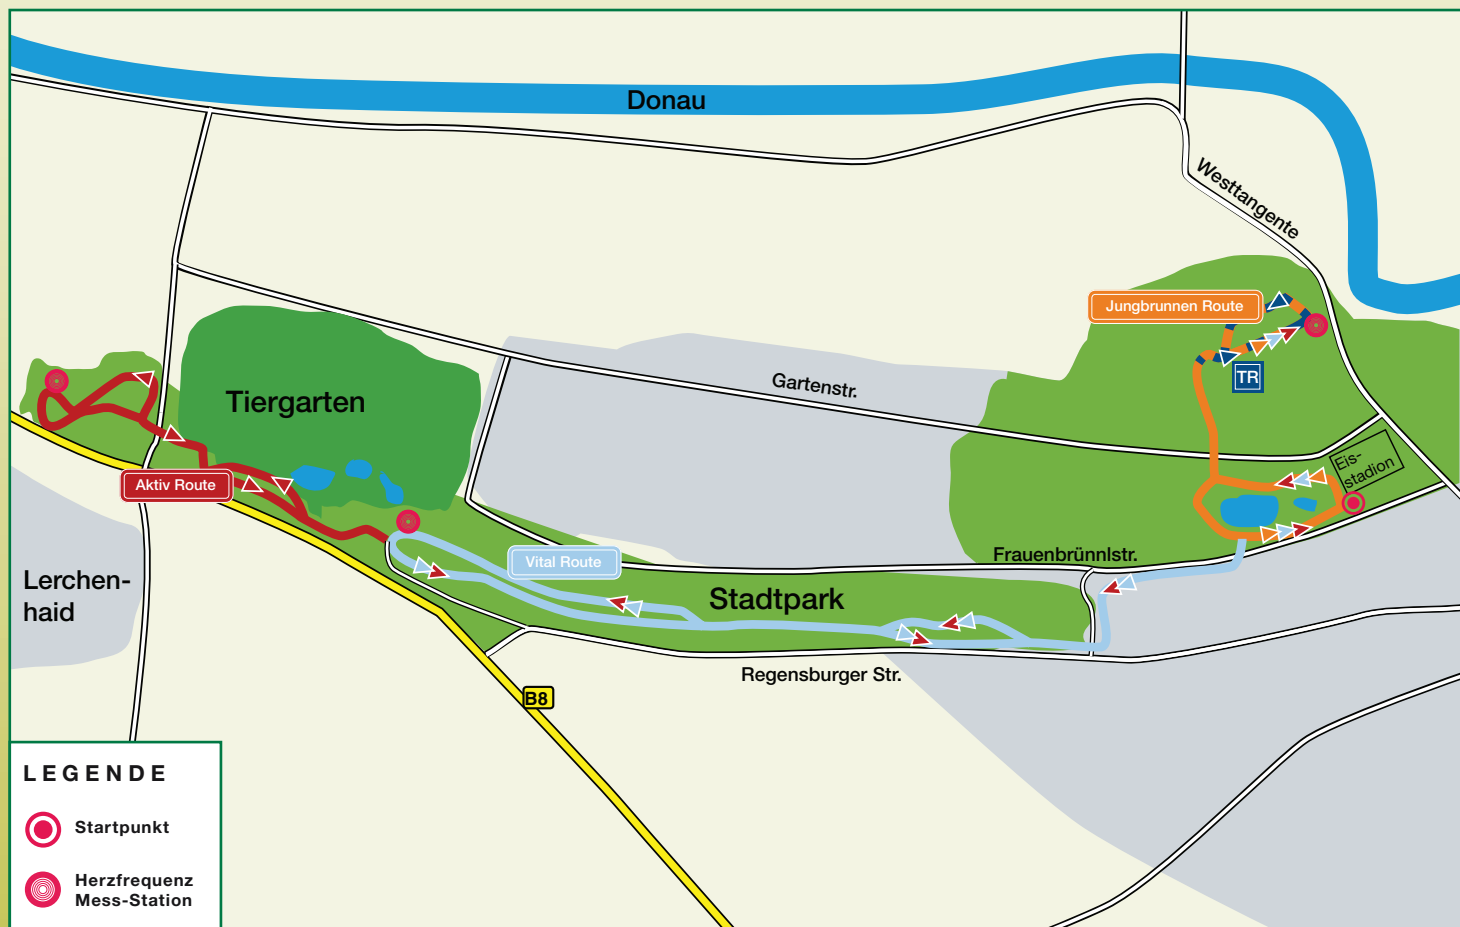 Donau
Westtangente
Jungbrunnen Route
TR
Gartenstr.
Tiergarten
Eis-
stadion
Aktiv Route
Frauenbrünnlstr.
Vital Route
Lerchen-
haid
Stadtpark
Regensburger Str.
B8
LEGENDE
Startpunkt
Herzfrequenz
Mess-Station